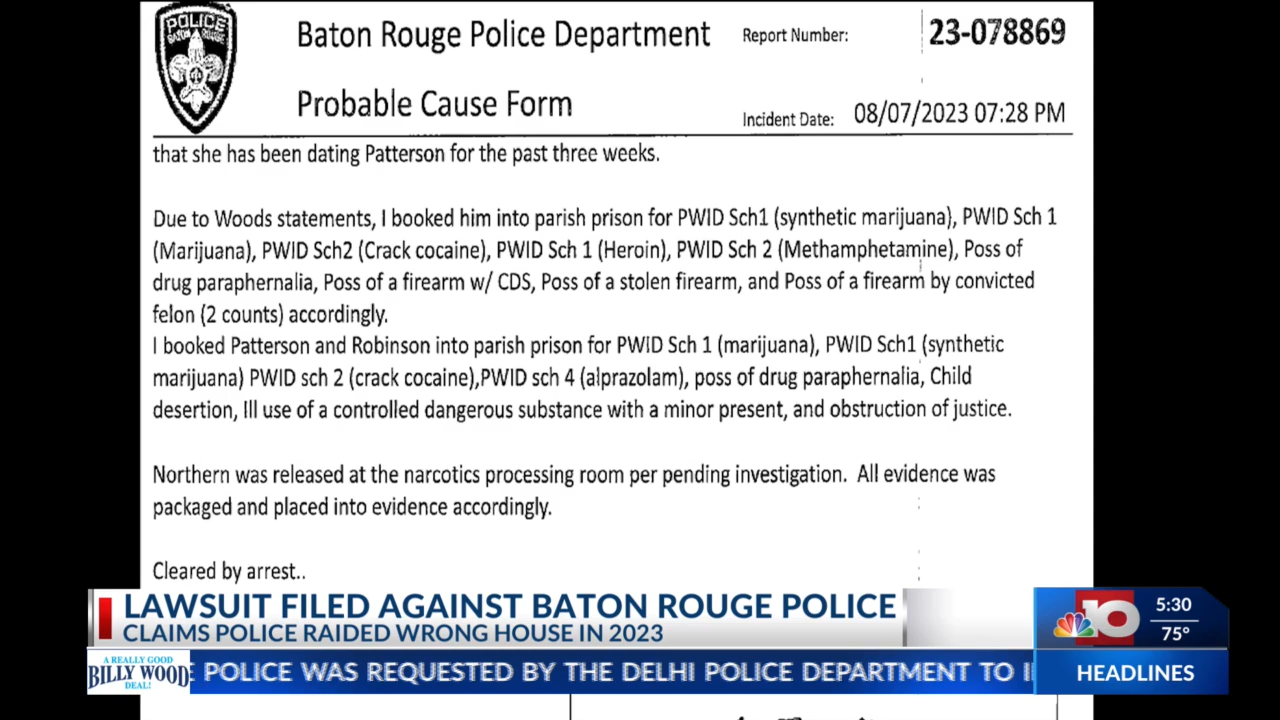 POLICE
BATON ROUGE
Baton Rouge Police Department
Report Number:
23-078869
Probable Cause Form
Incident Date:
08/07/2023 07:28 PM
that she has been dating Patterson for the past three weeks.
Due to Woods statements, I booked him into parish prison for PWID Sch1 (synthetic marijuana), PWID Sch 1
(Marijuana), PWID Sch2 (Crack cocaine), PWID Sch 1 (Heroin), PWID Sch 2 (Methamphetamine), Poss of
drug paraphernalia, Poss of a firearm w/ CDS, Poss of a stolen firearm, and Poss of a firearm by convicted
felon (2 counts) accordingly.
I booked Patterson and Robinson into parish prison for PWID Sch 1 (marijuana), PWID Sch1 (synthetic
marijuana) PWID sch 2 (crack cocaine),PWID sch 4 (alprazolam), poss of drug paraphernalia, Child
desertion, Ill use of a controlled dangerous substance with a minor present, and obstruction of justice.
Northern was released at the narcotics processing room per pending investigation. All evidence was
packaged and placed into evidence accordingly.
Cleared by arrest..
LAWSUIT FILED AGAINST BATON ROUGE POLICE
CLAIMS POLICE RAIDED WRONG HOUSE IN 2023
10
5:30
75°
HEADLINES
A REALLY GOOD
BILLY WOOD
DEAL!
POLICE WAS REQUESTED BY THE DELHI POLICE DEPARTMENT TO